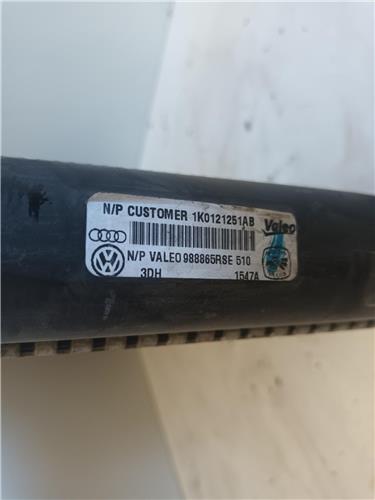 N/P CUSTOMER 1K0121251AB
Valeo
N/P VALEO 988865RSE 510
3DH 1547A